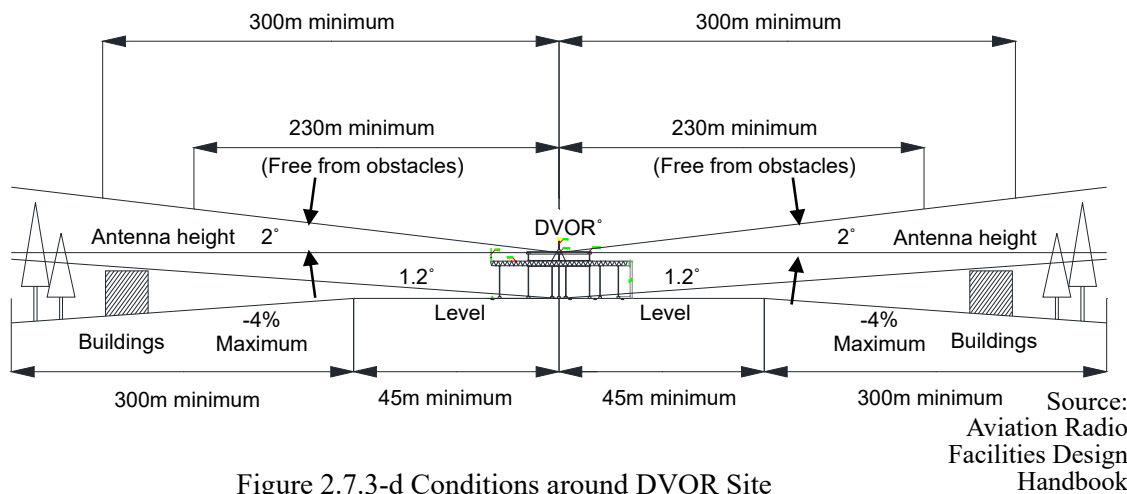 300m minimum
300m minimum
230m minimum
230m minimum
(Free from obstacles)
(Free from obstacles)
DVOR°
Antenna height
2°
2°
Antenna height
1.2°
1.2°
Level
Level
-4%
Maximum
Buildings
-4%
Maximum
Buildings
300m minimum
45m minimum
45m minimum
300m minimum
Source:
Aviation Radio
Facilities Design
Handbook
Figure 2.7.3-d Conditions around DVOR Site